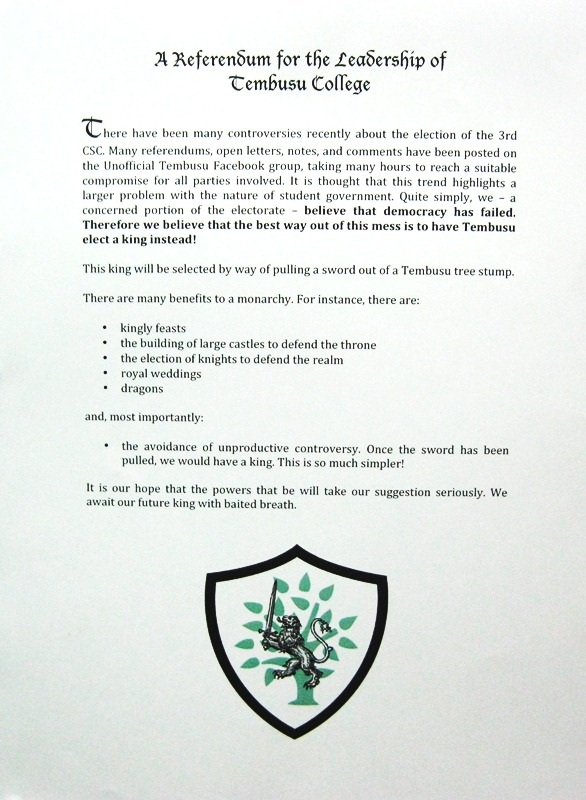 A Referendum for the Leadership of
Tembusu College
There have been many controversies recently about the election of the 3rd
CSC. Many referendums, open letters, notes, and comments have been posted on
the Unofficial Tembusu Facebook group, taking many hours to reach a suitable
compromise for all parties involved. It is thought that this trend highlights a
larger problem with the nature of student government. Quite simply, we – a
concerned portion of the electorate – believe that democracy has failed.
Therefore we believe that the best way out of this mess is to have Tembusu
elect a king instead!
This king will be selected by way of pulling a sword out of a Tembusu tree stump.
There are many benefits to a monarchy. For instance, there are:
• kingly feasts
• the building of large castles to defend the throne
• the election of knights to defend the realm
• royal weddings
• dragons
and, most importantly:
• the avoidance of unproductive controversy. Once the sword has been
pulled, we would have a king. This is so much simpler!
It is our hope that the powers that be will take our suggestion seriously. We
await our future king with baited breath.